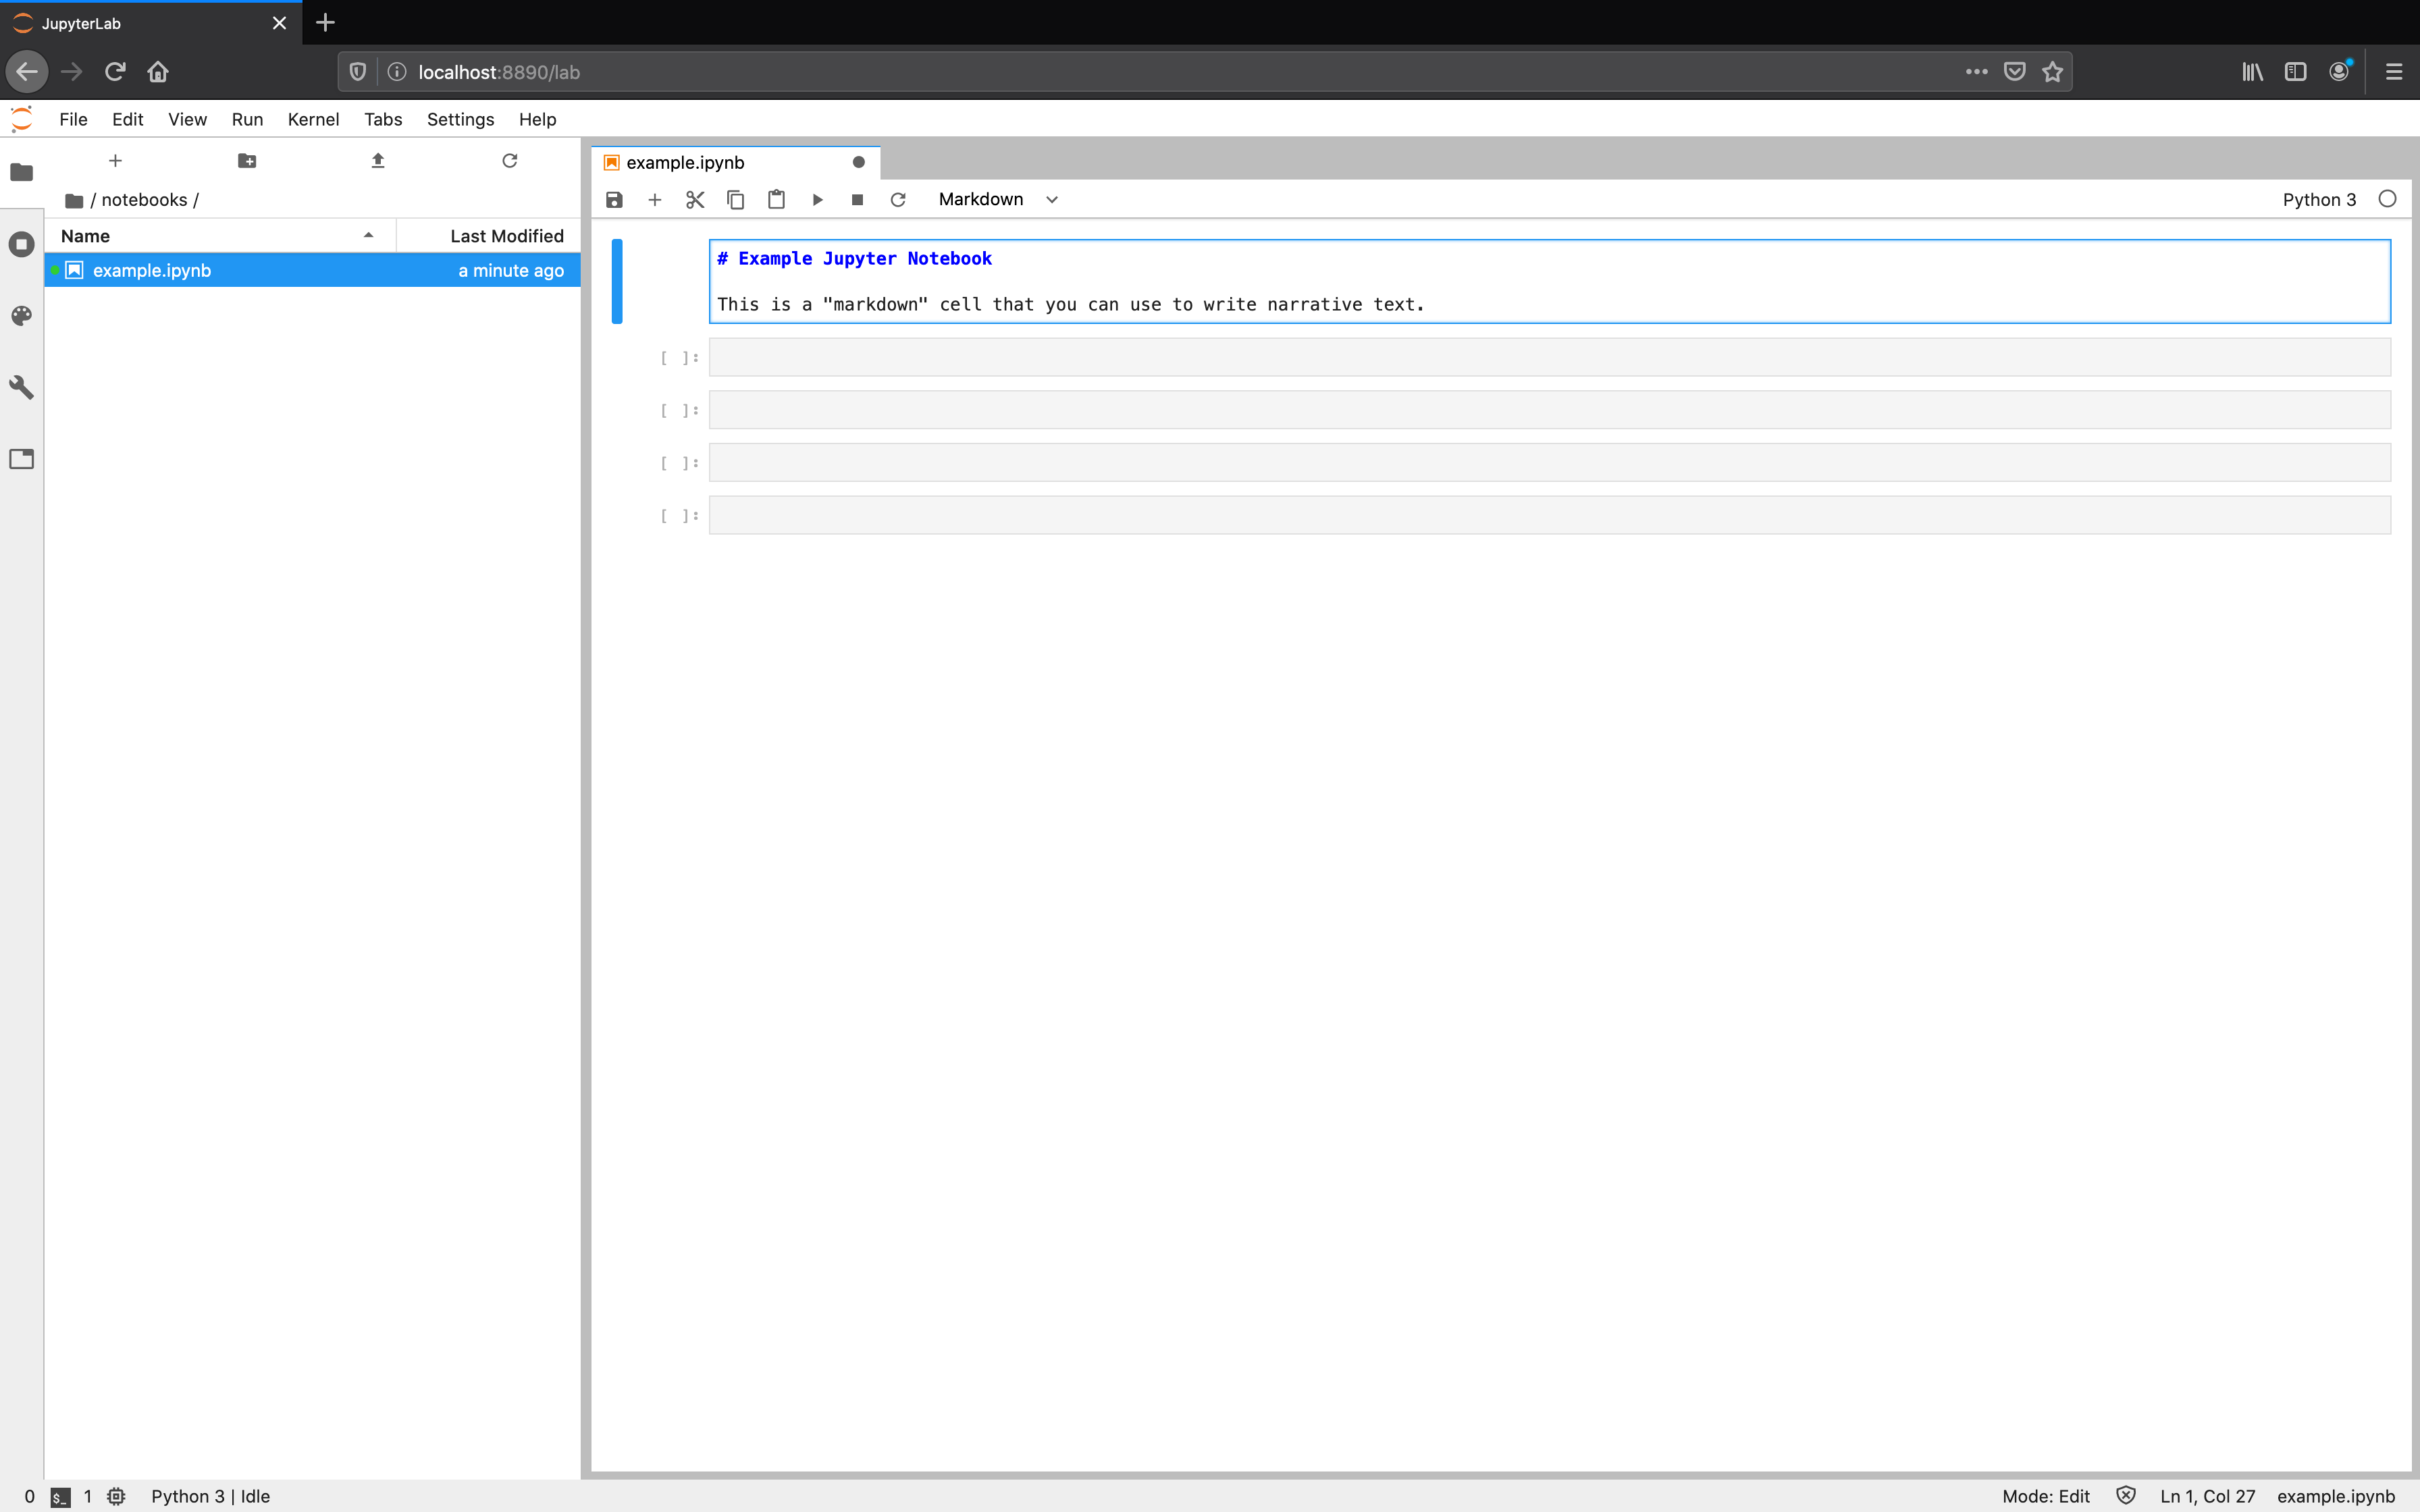 JupyterLab
localhost:8890/lab
File Edit View Run Kernel Tabs Settings Help
/ notebooks /
Name Last Modified
example.ipynb a minute ago
example.ipynb
Markdown Python 3
# Example Jupyter Notebook
This is a "markdown" cell that you can use to write narrative text.
[ ]:
[ ]:
[ ]:
[ ]:
0 $_ 1 Python 3 | Idle Mode: Edit Ln 1, Col 27 example.ipynb